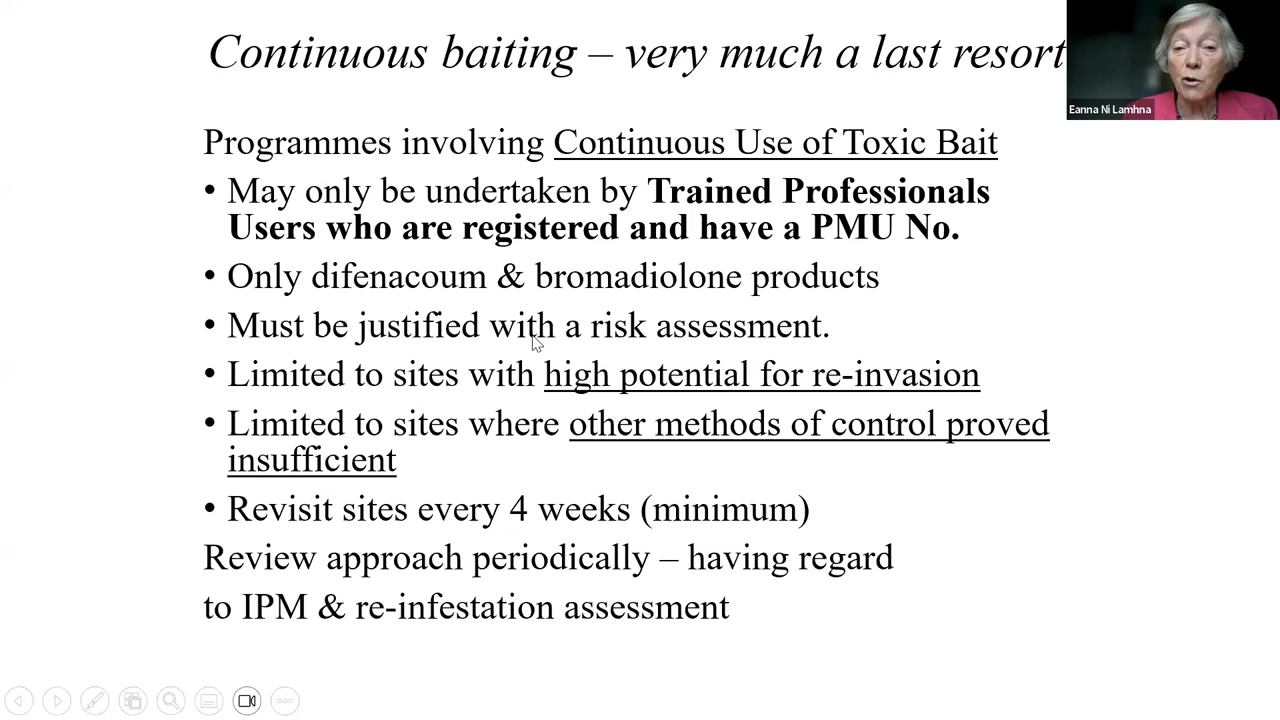 Continuous baiting – very much a last resort
Eanna Ni Lamhna
Programmes involving Continuous Use of Toxic Bait
• May only be undertaken by Trained Professionals
Users who are registered and have a PMU No.
• Only difenacoum & bromadiolone products
• Must be justified with a risk assessment.
• Limited to sites with high potential for re-invasion
• Limited to sites where other methods of control proved
insufficient
• Revisit sites every 4 weeks (minimum)
Review approach periodically – having regard
to IPM & re-infestation assessment